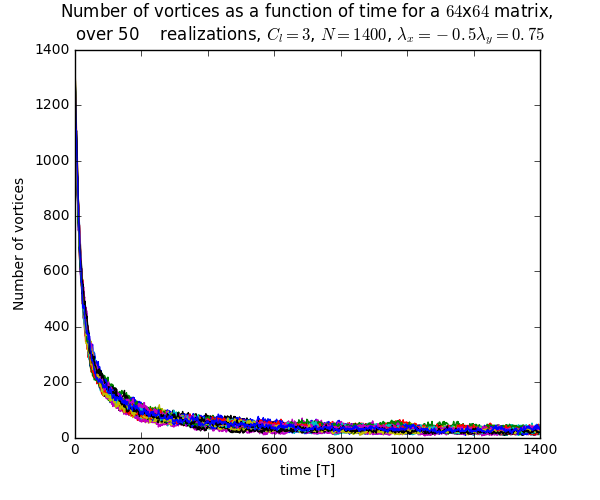 Number of vortices as a function of time for a 64x64 matrix,
over 50 realizations, C_l = 3, N = 1400, λ_x = −0.5λ_y = 0.75
1400
1200
1000
800
600
400
200
0
Number of vortices
0 200 400 600 800 1000 1200 1400
time [T]